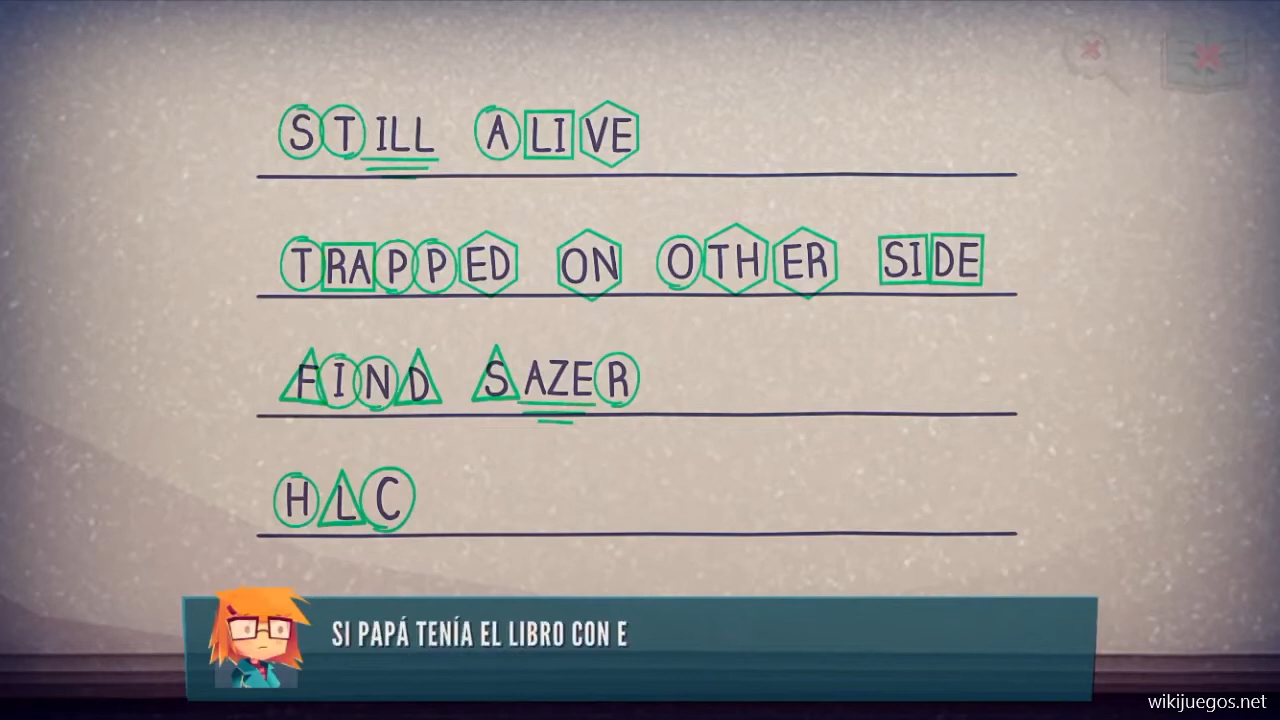 STILL ALIVE
TRAPPED ON OTHER SIDE
FIND SAZER
HLC
SI PAPÁ TENÍA EL LIBRO CON E
wikijuegos.net